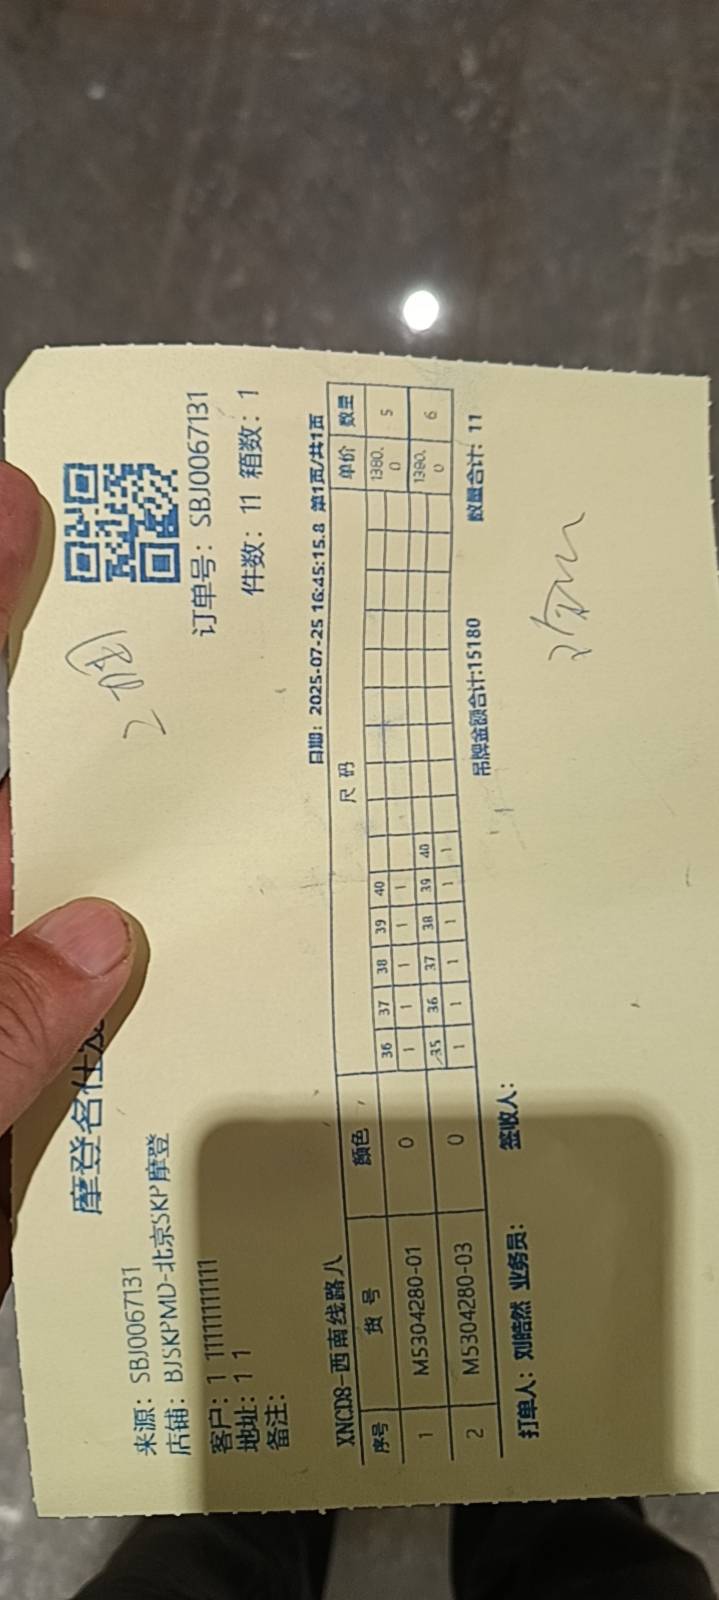 摩登名仕发
来源：SBJ0067131
店铺：BJSKPMD-北京SKP摩登
订单号：SBJ0067131
客户：1 11111111111
件数：11 箱数：1
地址：1 1
备注：
XNCD8-西南线路八 日期：2025-07-25 16:45:15.8 第1页/共1页
序号 货号 颜色 尺码 单价 数量
1 M5304280-01 0 36 37 38 39 40 1380.0 5
1 1 1 1 1
2 M5304280-03 0 35 36 37 38 39 40 1380.0 6
1 1 1 1 1 1
吊牌金额合计:15180 数量合计：11
打单人：刘皓然 业务员： 签收人：